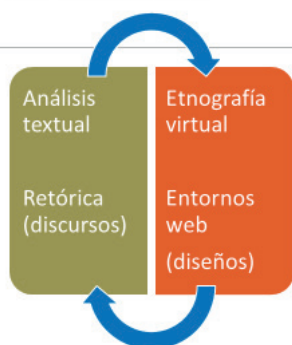 Análisis
textual
Retórica
(discursos)
Etnografía
virtual
Entornos
web
(diseños)